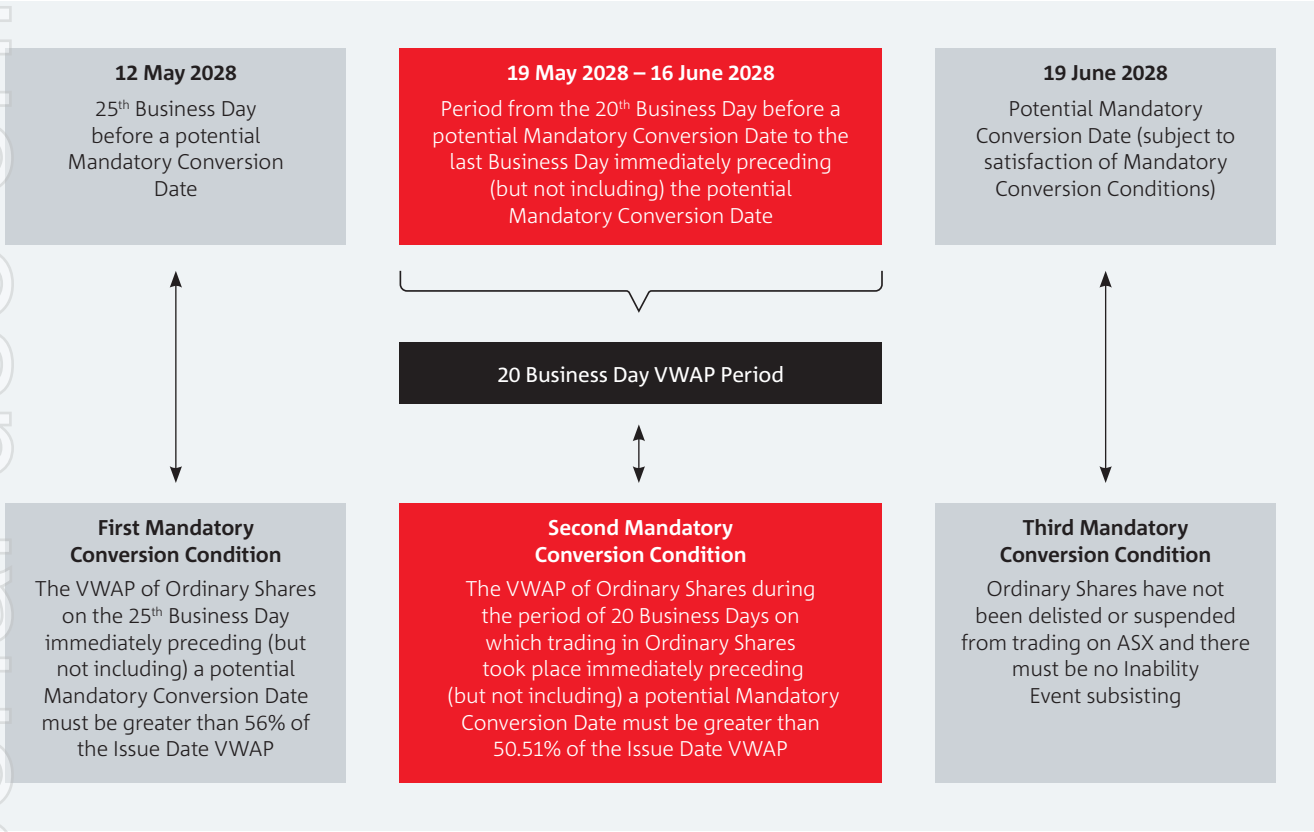 12 May 2028
25th Business Day
before a potential
Mandatory Conversion
Date
19 May 2028 – 16 June 2028
Period from the 20th Business Day before a
potential Mandatory Conversion Date to the
last Business Day immediately preceding
(but not including) the potential
Mandatory Conversion Date
19 June 2028
Potential Mandatory
Conversion Date (subject to
satisfaction of Mandatory
Conversion Conditions)
20 Business Day VWAP Period
First Mandatory
Conversion Condition
The VWAP of Ordinary Shares
on the 25th Business Day
immediately preceding (but
not including) a potential
Mandatory Conversion Date
must be greater than 56% of
the Issue Date VWAP
Second Mandatory
Conversion Condition
The VWAP of Ordinary Shares during
the period of 20 Business Days on
which trading in Ordinary Shares
took place immediately preceding
(but not including) a potential Mandatory
Conversion Date must be greater than
50.51% of the Issue Date VWAP
Third Mandatory
Conversion Condition
Ordinary Shares have not
been delisted or suspended
from trading on ASX and there
must be no Inability
Event subsisting